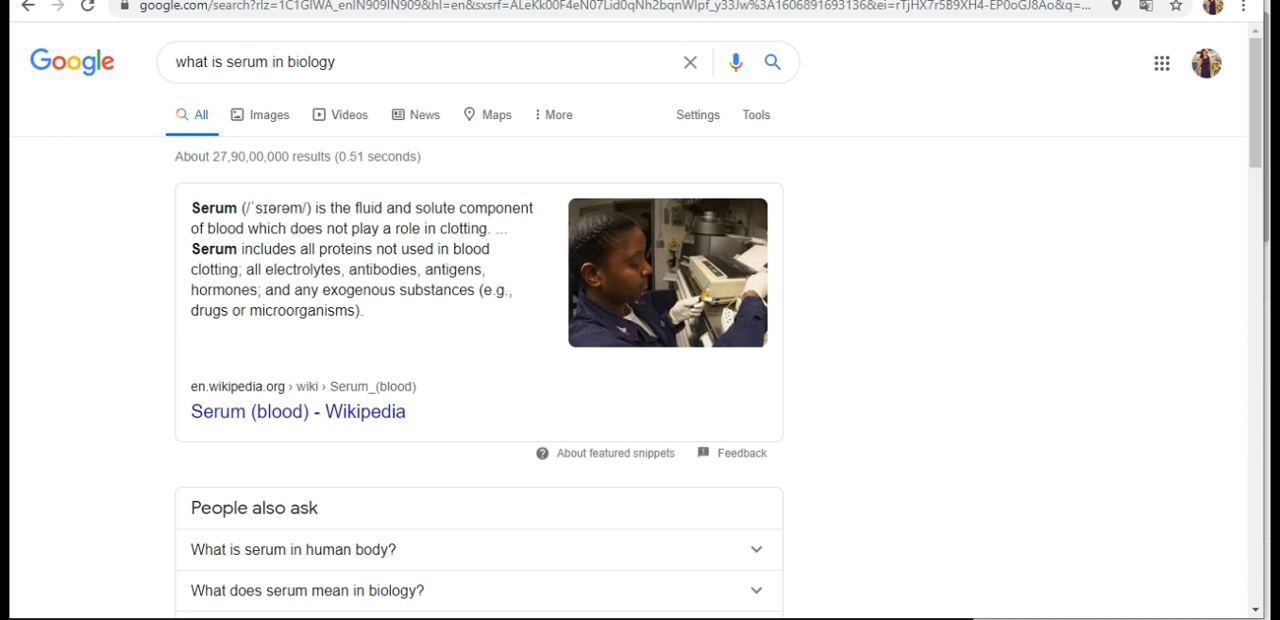 google.com/search?rlz=1C1GIWA_enIN909IN909&hl=en&sxsrf=ALeKk00F4eN07Lid0qNh2bqnWlpf_y33Jw%3A1606891693136&ei=rTjHX7r5B9XH4-EP0oGJ8Ao&q=...
Google
what is serum in biology
All Images Videos News Maps More Settings Tools
About 27,90,00,000 results (0.51 seconds)
Serum (/ˈsɪərəm/) is the fluid and solute component
of blood which does not play a role in clotting. ...
Serum includes all proteins not used in blood
clotting; all electrolytes, antibodies, antigens,
hormones; and any exogenous substances (e.g.,
drugs or microorganisms).
en.wikipedia.org › wiki › Serum_(blood)
Serum (blood) - Wikipedia
About featured snippets Feedback
People also ask
What is serum in human body?
What does serum mean in biology?